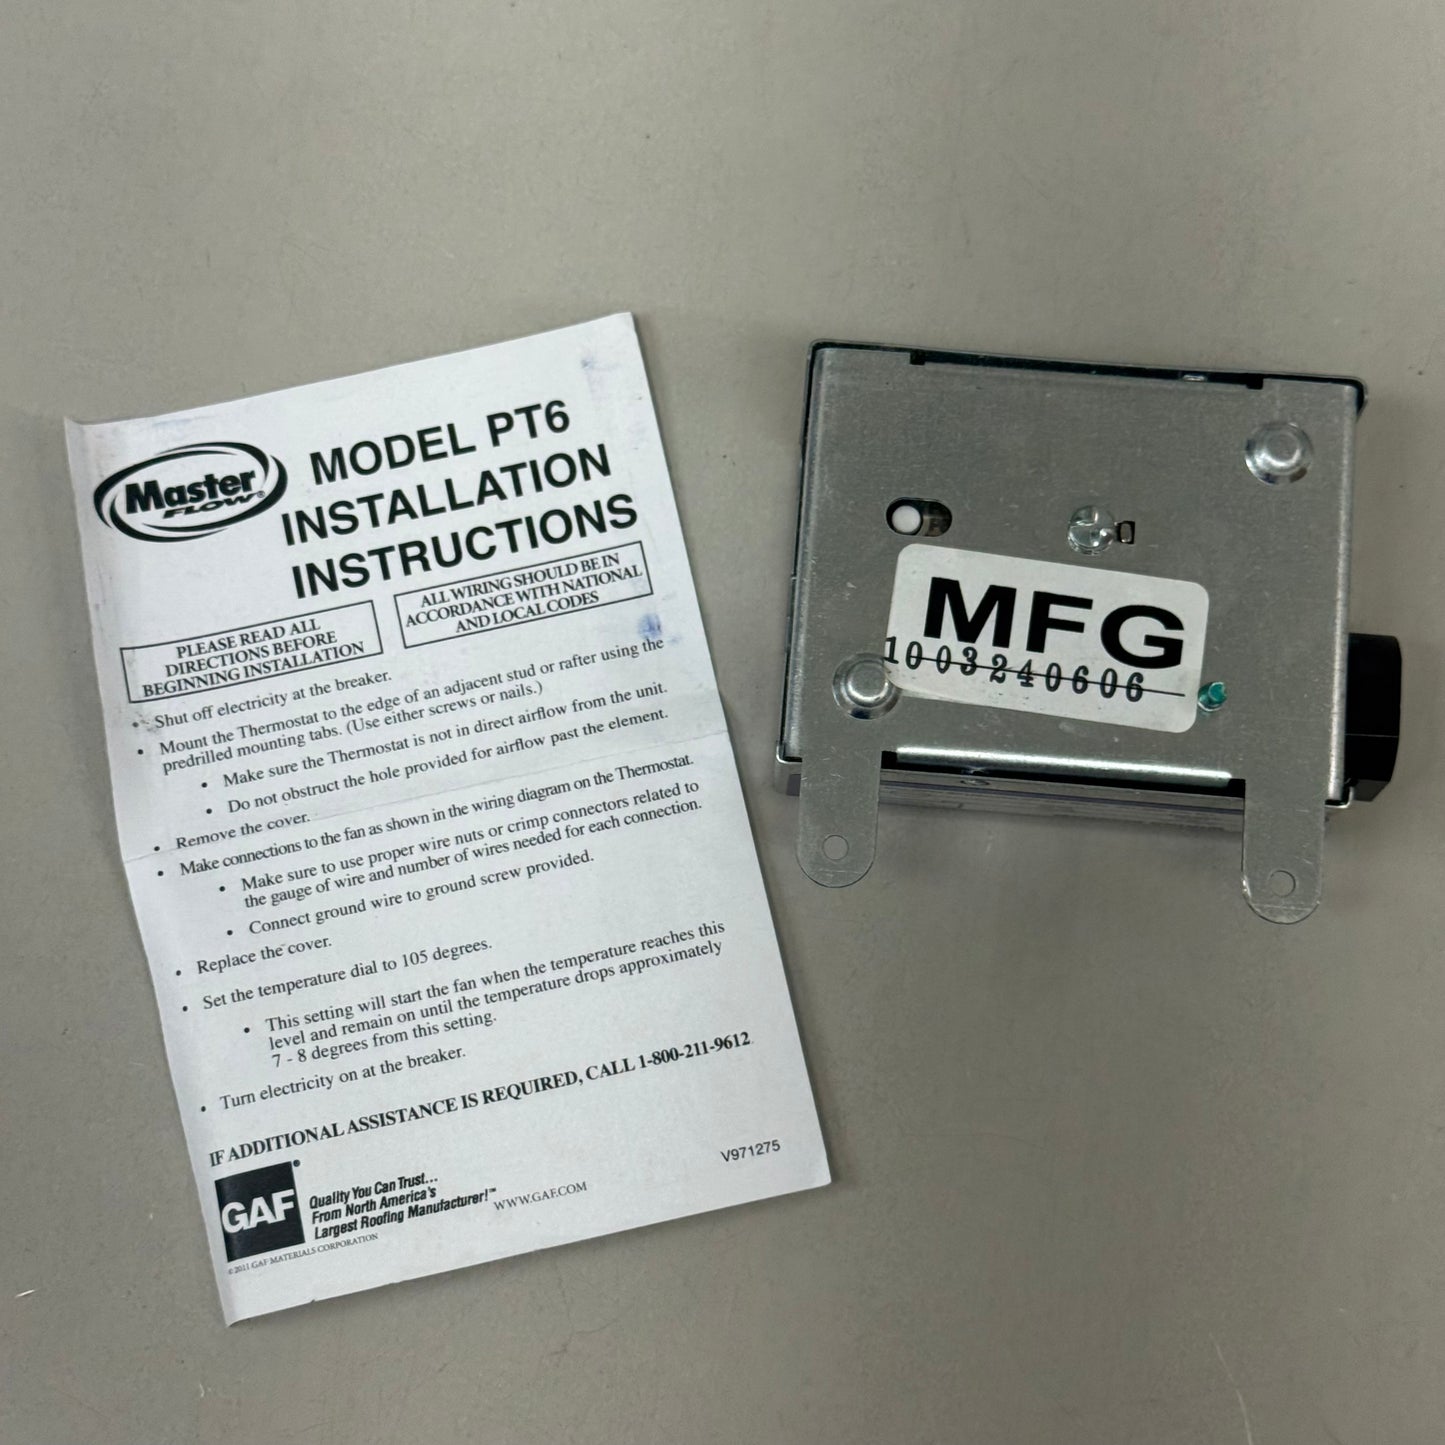 Master
FLOW®
MODEL PT6
INSTALLATION
INSTRUCTIONS
PLEASE READ ALL
DIRECTIONS BEFORE
BEGINNING INSTALLATION
ALL WIRING SHOULD BE IN
ACCORDANCE WITH NATIONAL
AND LOCAL CODES
• Shut off electricity at the breaker.
• Mount the Thermostat to the edge of an adjacent stud or rafter using the
predrilled mounting tabs. (Use either screws or nails.)
• Make sure the Thermostat is not in direct airflow from the unit.
• Do not obstruct the hole provided for airflow past the element.
• Remove the cover.
• Make connections to the fan as shown in the wiring diagram on the Thermostat.
• Make sure to use proper wire nuts or crimp connectors related to
the gauge of wire and number of wires needed for each connection.
• Connect ground wire to ground screw provided.
• Replace the cover.
• Set the temperature dial to 105 degrees.
• This setting will start the fan when the temperature reaches this
level and remain on until the temperature drops approximately
7 - 8 degrees from this setting.
• Turn electricity on at the breaker.
IF ADDITIONAL ASSISTANCE IS REQUIRED, CALL 1-800-211-9612
GAF®
Quality You Can Trust...
From North America's
Largest Roofing Manufacturer!™
WWW.GAF.COM
V971275
©2011 GAF MATERIALS CORPORATION
MFG
1003240606